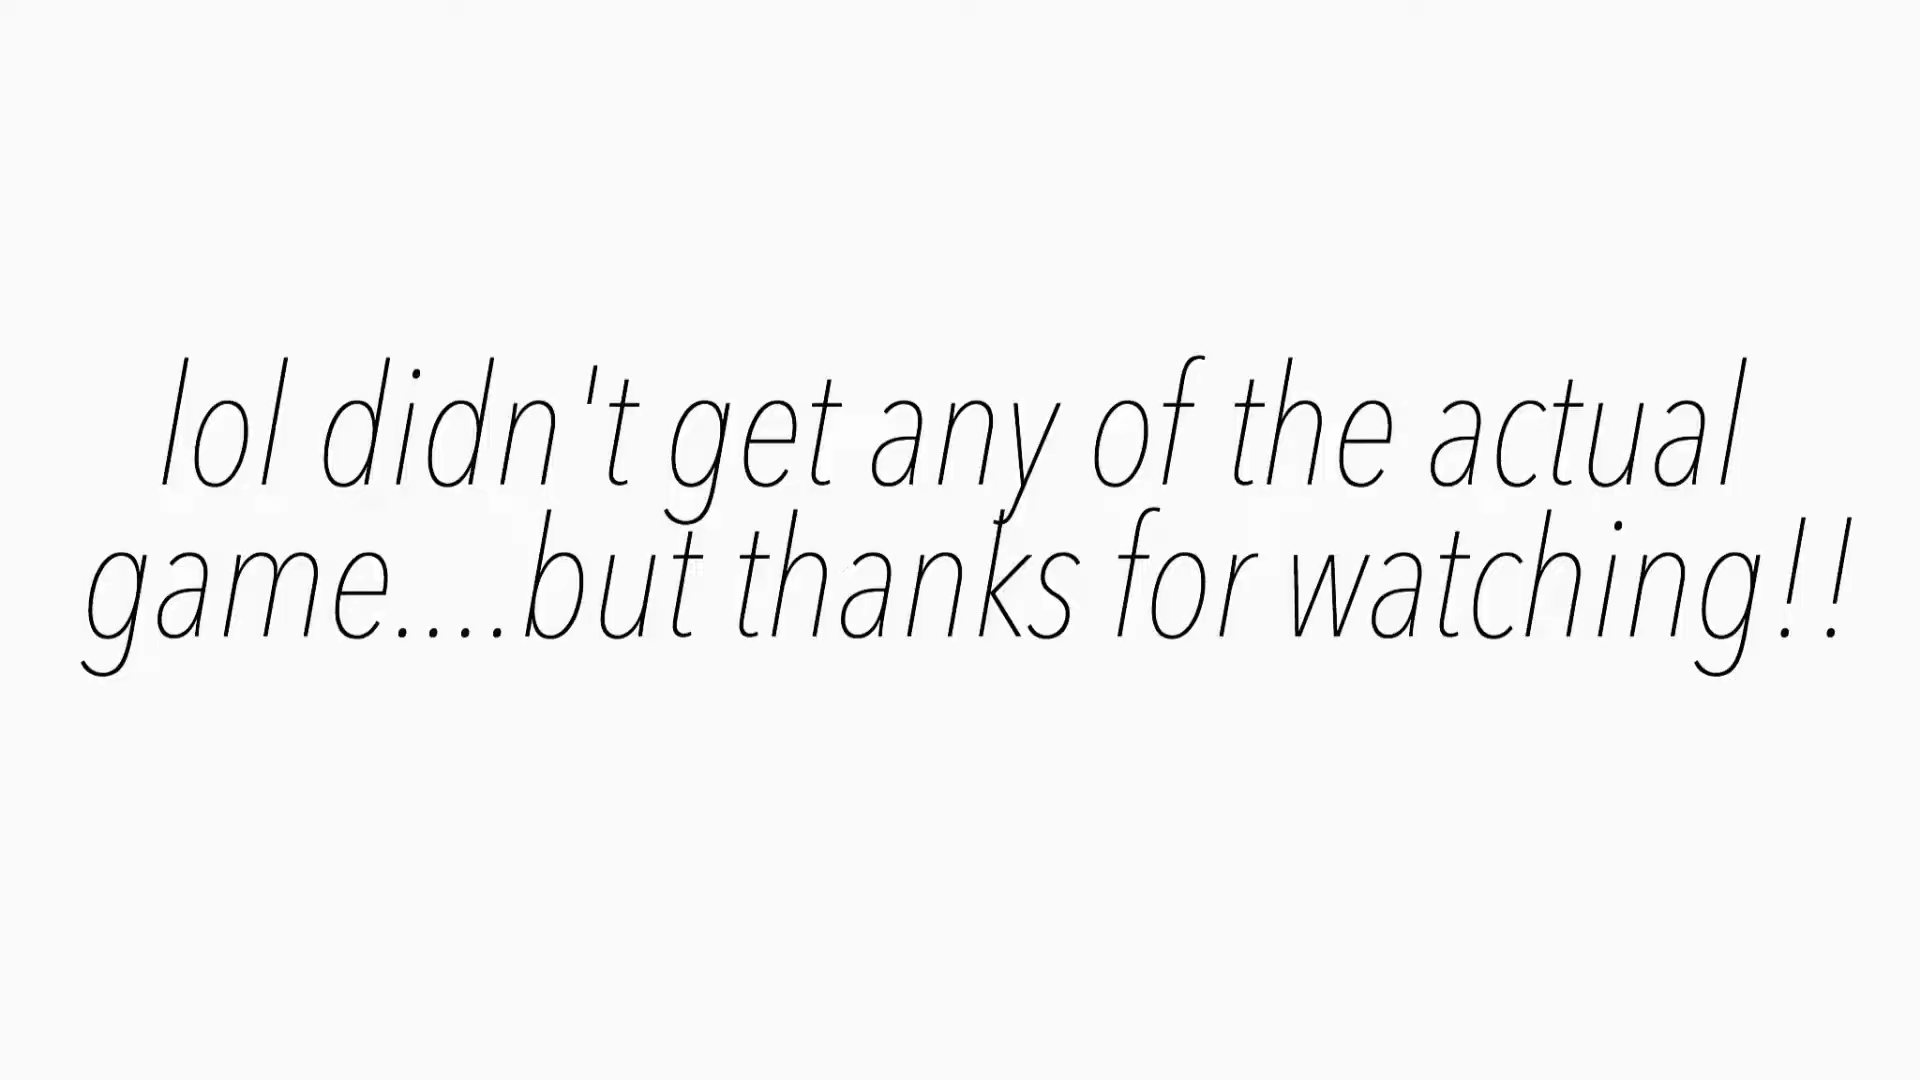 lol didn't get any of the actual
game....but thanks for watching!!